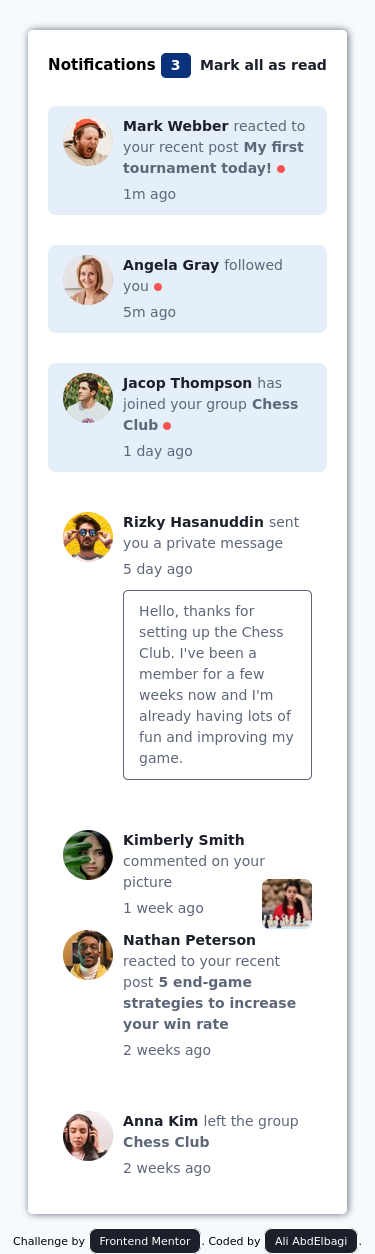 Notifications 3 Mark all as read
Mark Webber reacted to
your recent post My first
tournament today!
1m ago
Angela Gray followed
you
5m ago
Jacop Thompson has
joined your group Chess
Club
1 day ago
Rizky Hasanuddin sent
you a private message
5 day ago
Hello, thanks for
setting up the Chess
Club. I've been a
member for a few
weeks now and I'm
already having lots of
fun and improving my
game.
Kimberly Smith
commented on your
picture
1 week ago
Nathan Peterson
reacted to your recent
post 5 end-game
strategies to increase
your win rate
2 weeks ago
Anna Kim left the group
Chess Club
2 weeks ago
Challenge by Frontend Mentor. Coded by Ali AbdElbagi.